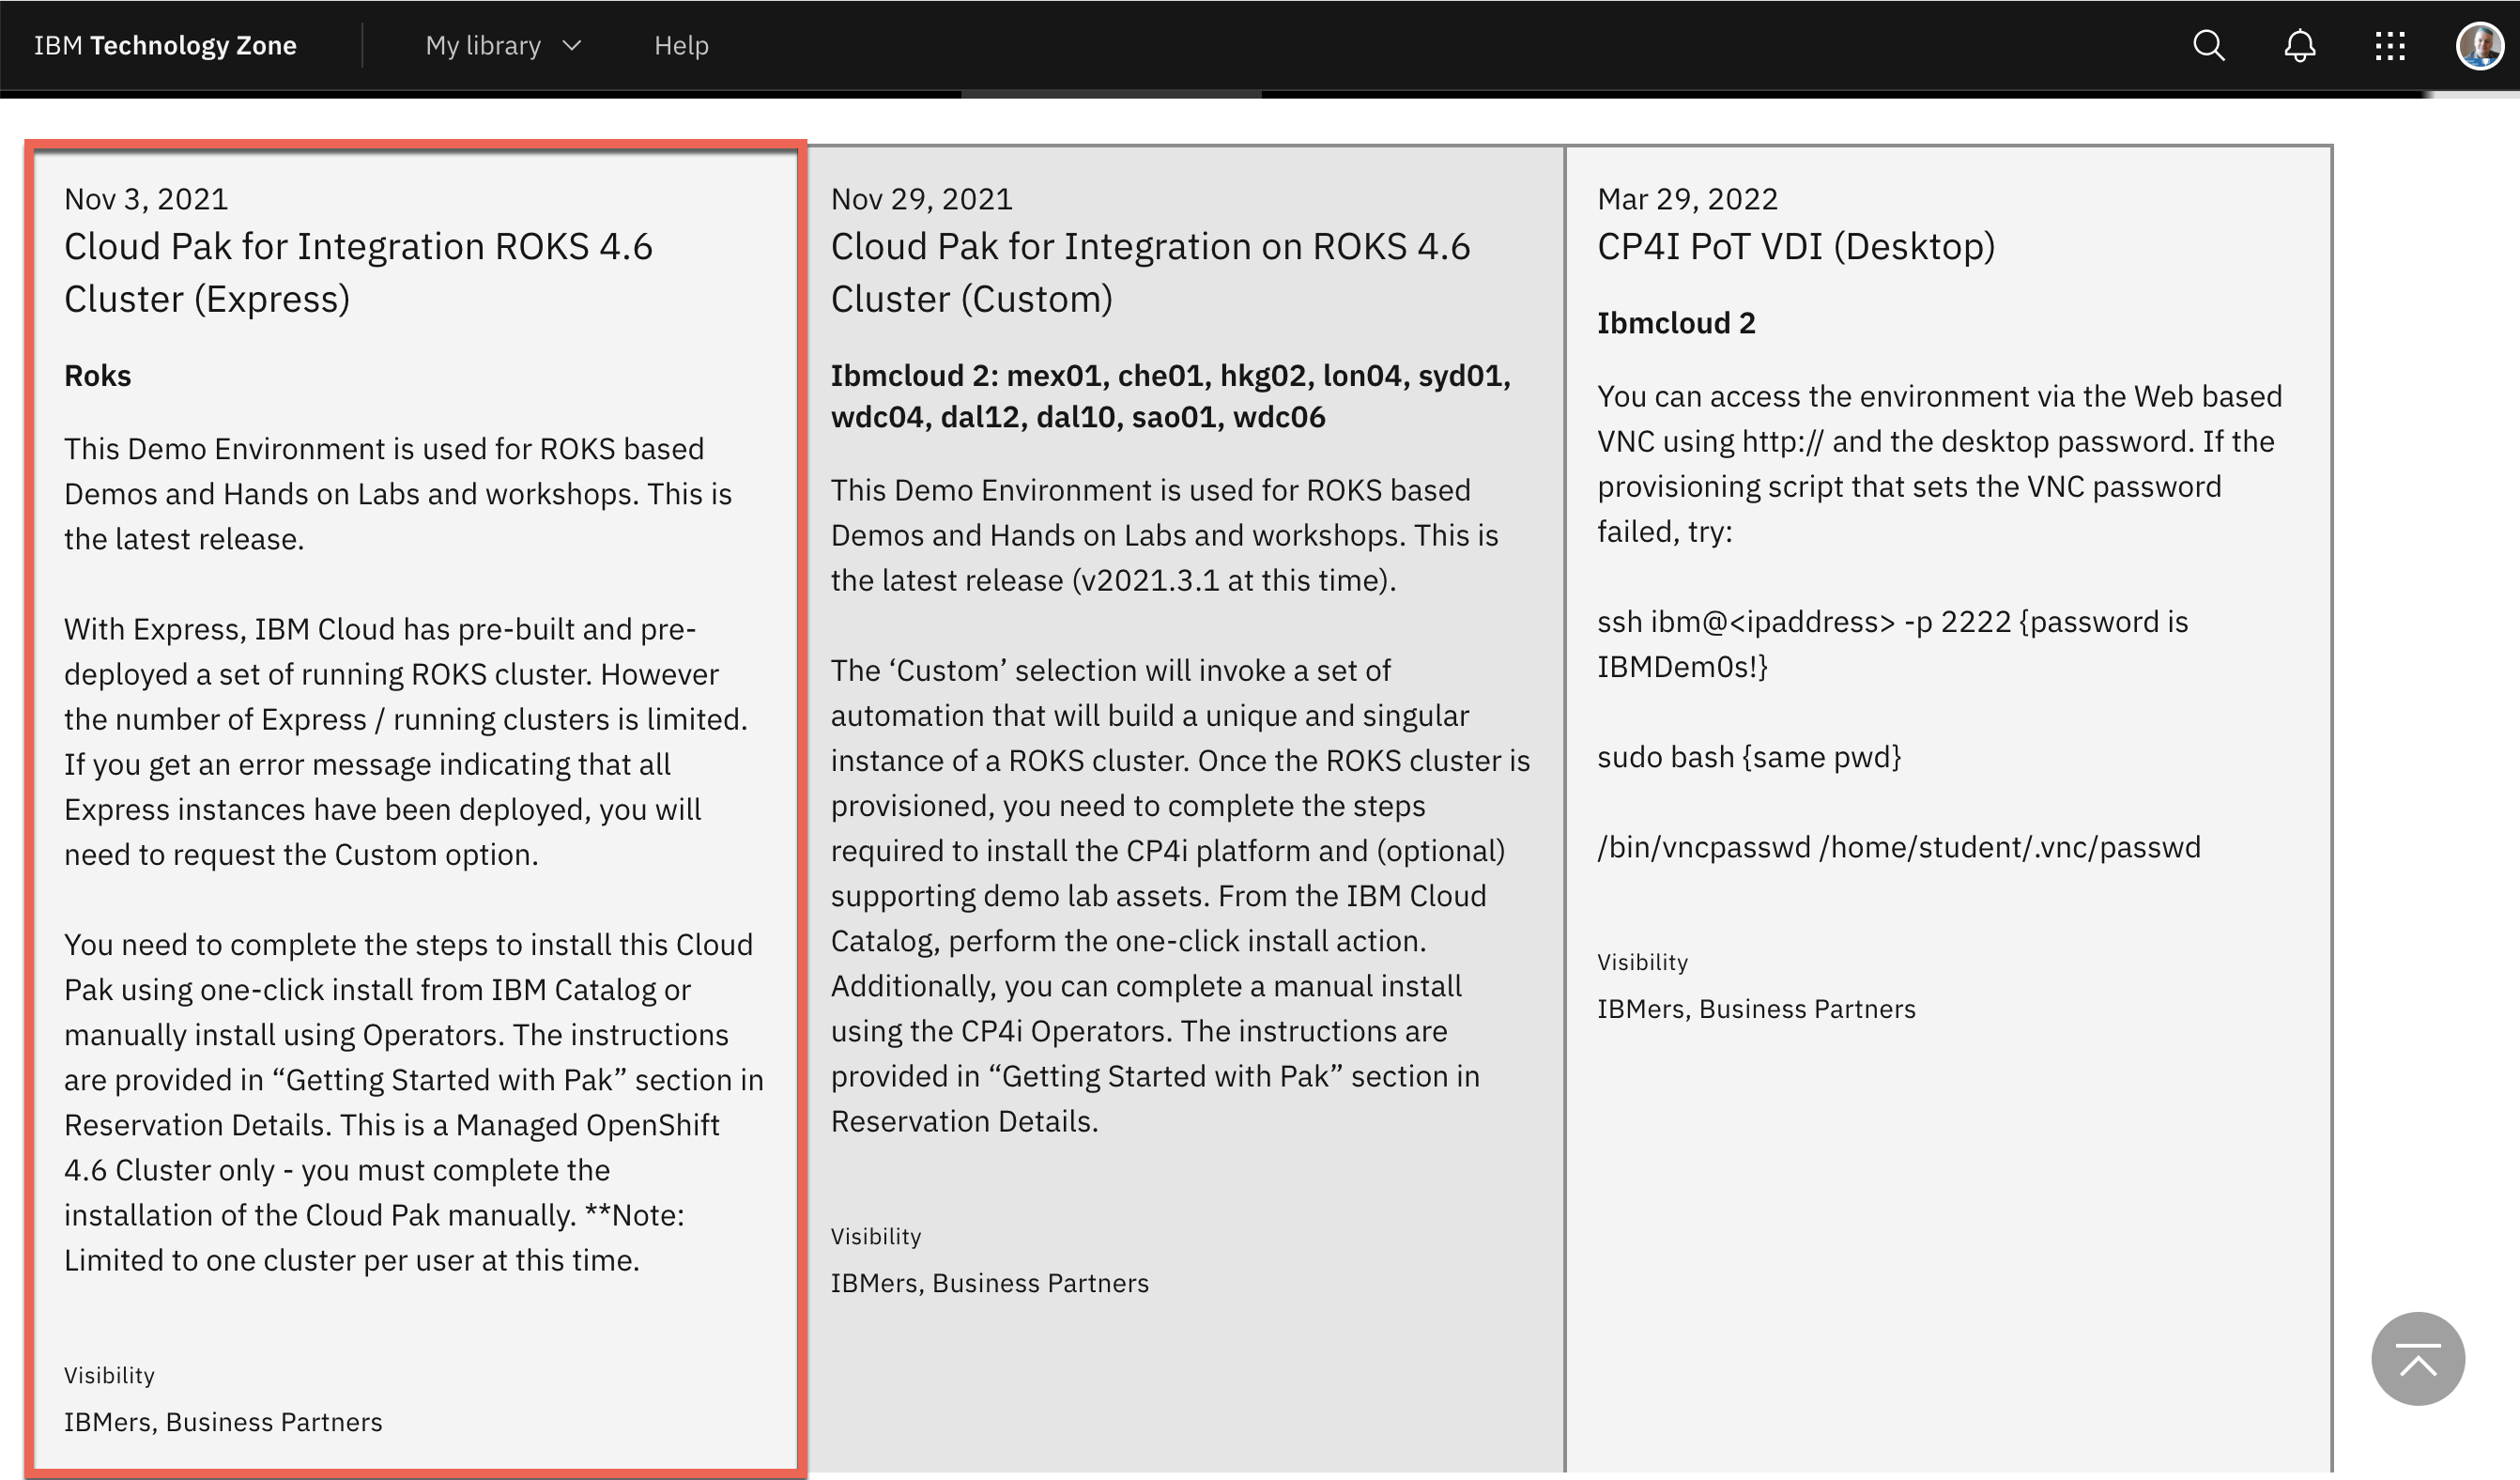 IBM Technology Zone
My library
Help
Nov 3, 2021
Cloud Pak for Integration ROKS 4.6
Cluster (Express)
Roks
This Demo Environment is used for ROKS based
Demos and Hands on Labs and workshops. This is
the latest release.
With Express, IBM Cloud has pre-built and pre-
deployed a set of running ROKS cluster. However
the number of Express / running clusters is limited.
If you get an error message indicating that all
Express instances have been deployed, you will
need to request the Custom option.
You need to complete the steps to install this Cloud
Pak using one-click install from IBM Catalog or
manually install using Operators. The instructions
are provided in “Getting Started with Pak” section in
Reservation Details. This is a Managed OpenShift
4.6 Cluster only - you must complete the
installation of the Cloud Pak manually. **Note:
Limited to one cluster per user at this time.
Visibility
IBMers, Business Partners
Nov 29, 2021
Cloud Pak for Integration on ROKS 4.6
Cluster (Custom)
Ibmcloud 2: mex01, che01, hkg02, lon04, syd01,
wdc04, dal12, dal10, sao01, wdc06
This Demo Environment is used for ROKS based
Demos and Hands on Labs and workshops. This is
the latest release (v2021.3.1 at this time).
The ‘Custom’ selection will invoke a set of
automation that will build a unique and singular
instance of a ROKS cluster. Once the ROKS cluster is
provisioned, you need to complete the steps
required to install the CP4i platform and (optional)
supporting demo lab assets. From the IBM Cloud
Catalog, perform the one-click install action.
Additionally, you can complete a manual install
using the CP4i Operators. The instructions are
provided in “Getting Started with Pak” section in
Reservation Details.
Visibility
IBMers, Business Partners
Mar 29, 2022
CP4I PoT VDI (Desktop)
Ibmcloud 2
You can access the environment via the Web based
VNC using http:// and the desktop password. If the
provisioning script that sets the VNC password
failed, try:
ssh ibm@<ipaddress> -p 2222 {password is
IBMDem0s!}
sudo bash {same pwd}
/bin/vncpasswd /home/student/.vnc/passwd
Visibility
IBMers, Business Partners